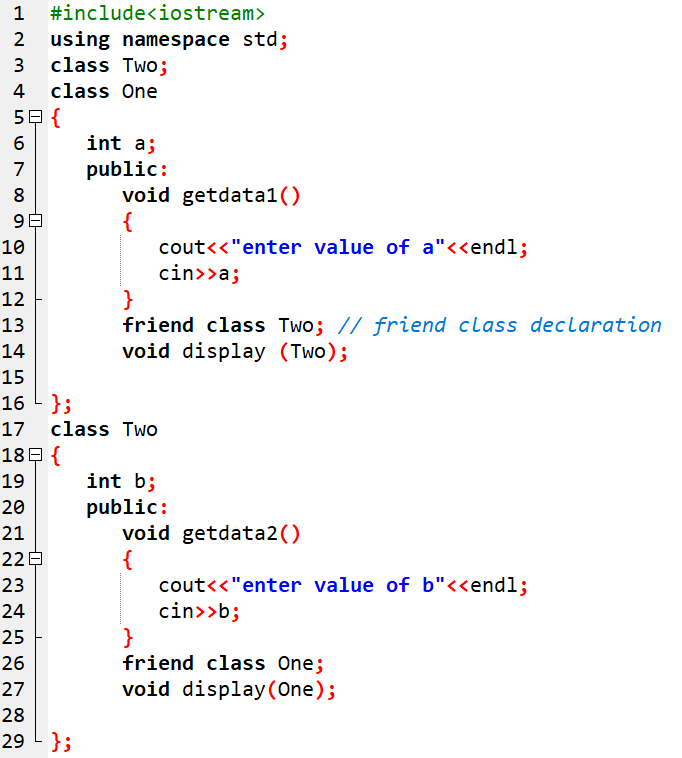 1 #include<iostream>
2 using namespace std;
3 class Two;
4 class One
5 {
6 int a;
7 public:
8 void getdata1()
9 {
10 cout<<"enter value of a"<<endl;
11 cin>>a;
12 }
13 friend class Two; // friend class declaration
14 void display (Two);
15
16 };
17 class Two
18 {
19 int b;
20 public:
21 void getdata2()
22 {
23 cout<<"enter value of b"<<endl;
24 cin>>b;
25 }
26 friend class One;
27 void display(One);
28
29 };